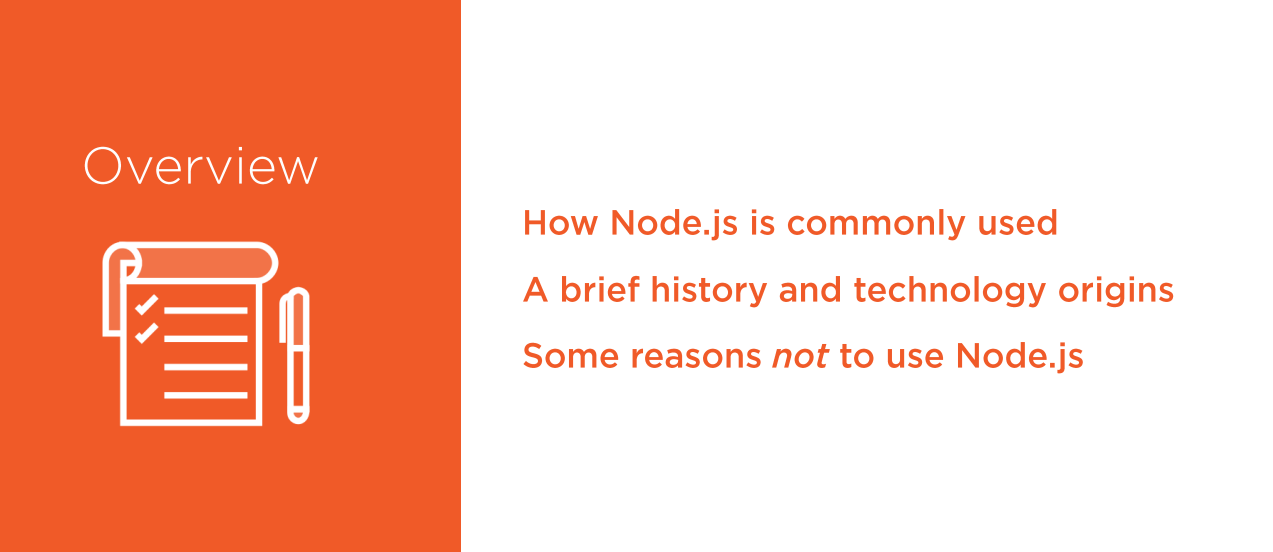 Overview
How Node.js is commonly used
A brief history and technology origins
Some reasons not to use Node.js